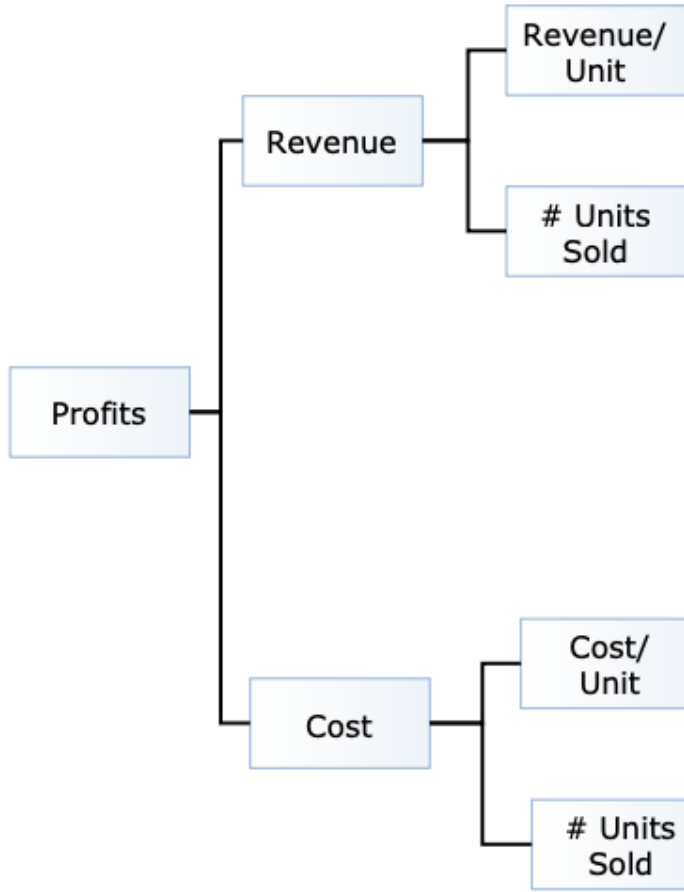 Revenue/
Unit
Revenue
# Units
Sold
Profits
Cost/
Unit
Cost
# Units
Sold